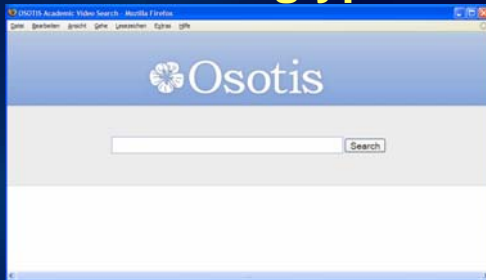 OSOTIS Academic Video Search - Mozilla Firefox
Datei Bearbeiten Ansicht Gehe Lesezeichen Extras Hilfe
Osotis
Search